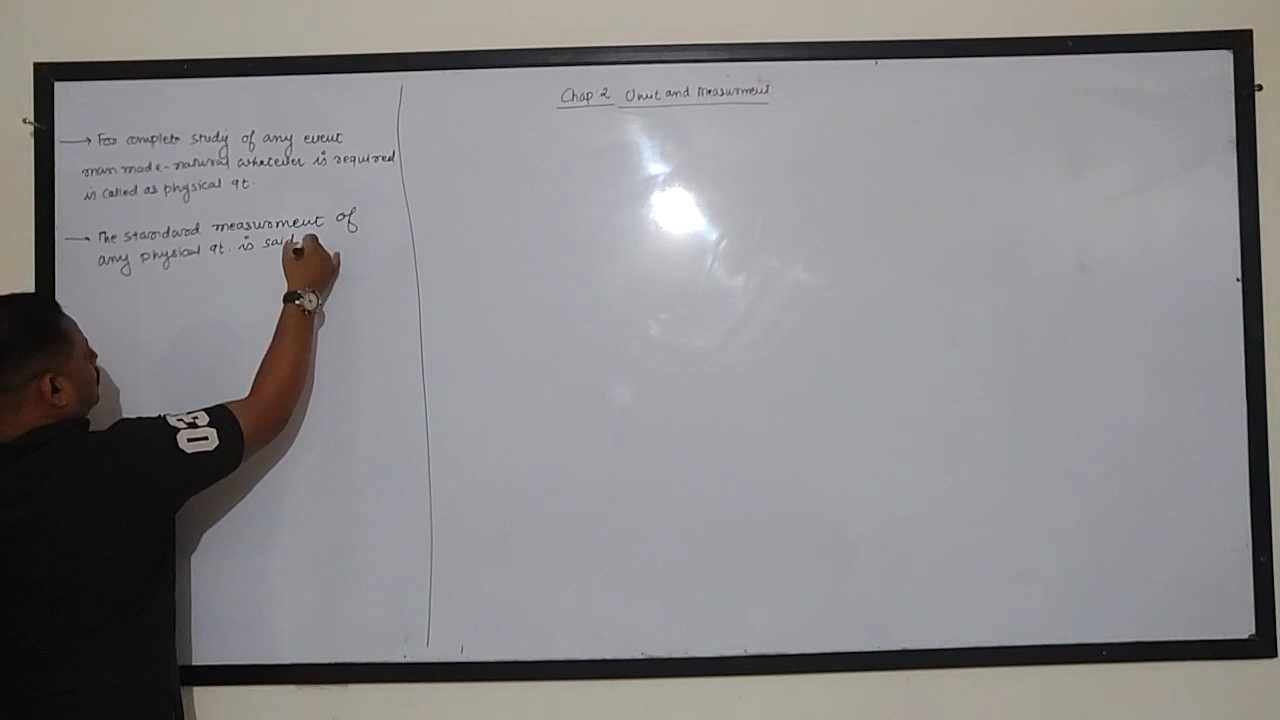 Chap 2 Unit and Measurment
→ For complete study of any event
man made-natural whatever is required
is called as physical qt.
→ The standard measurment of
any physical qt. is said